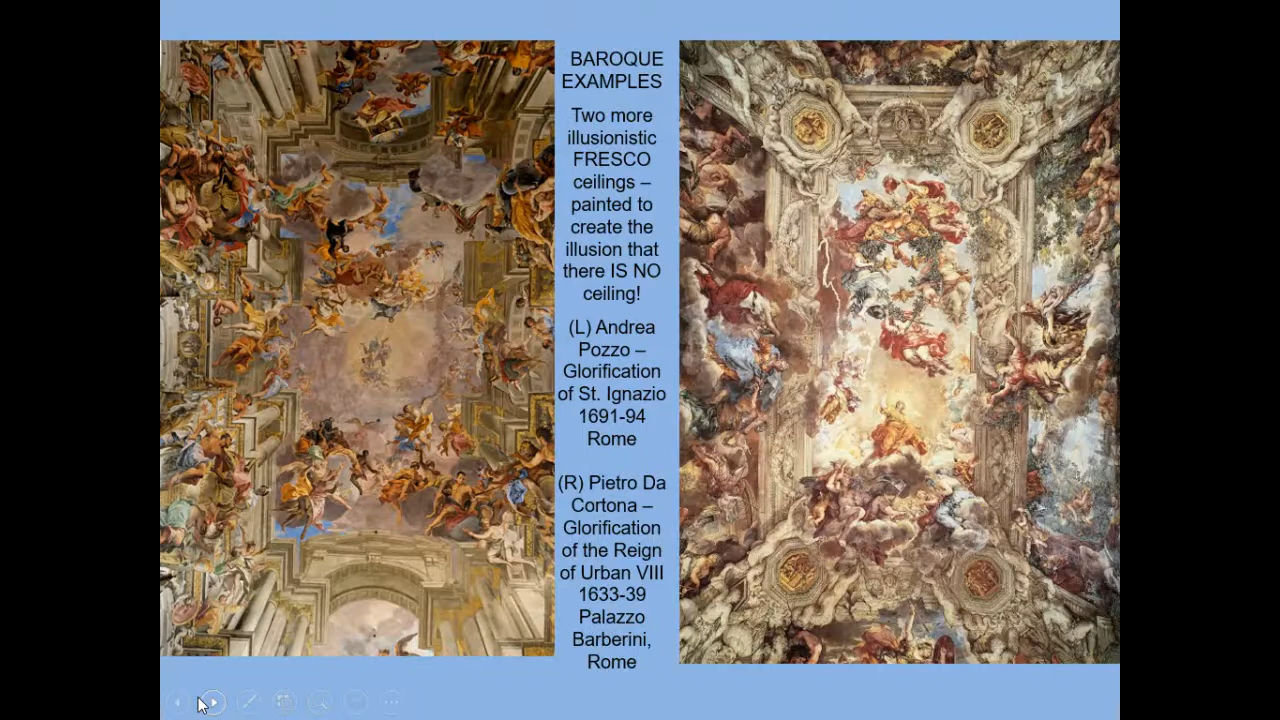 BAROQUE
EXAMPLES
Two more
illusionistic
FRESCO
ceilings –
painted to
create the
illusion that
there IS NO
ceiling!
(L) Andrea
Pozzo –
Glorification
of St. Ignazio
1691-94
Rome
(R) Pietro Da
Cortona –
Glorification
of the Reign
of Urban VIII
1633-39
Palazzo
Barberini,
Rome